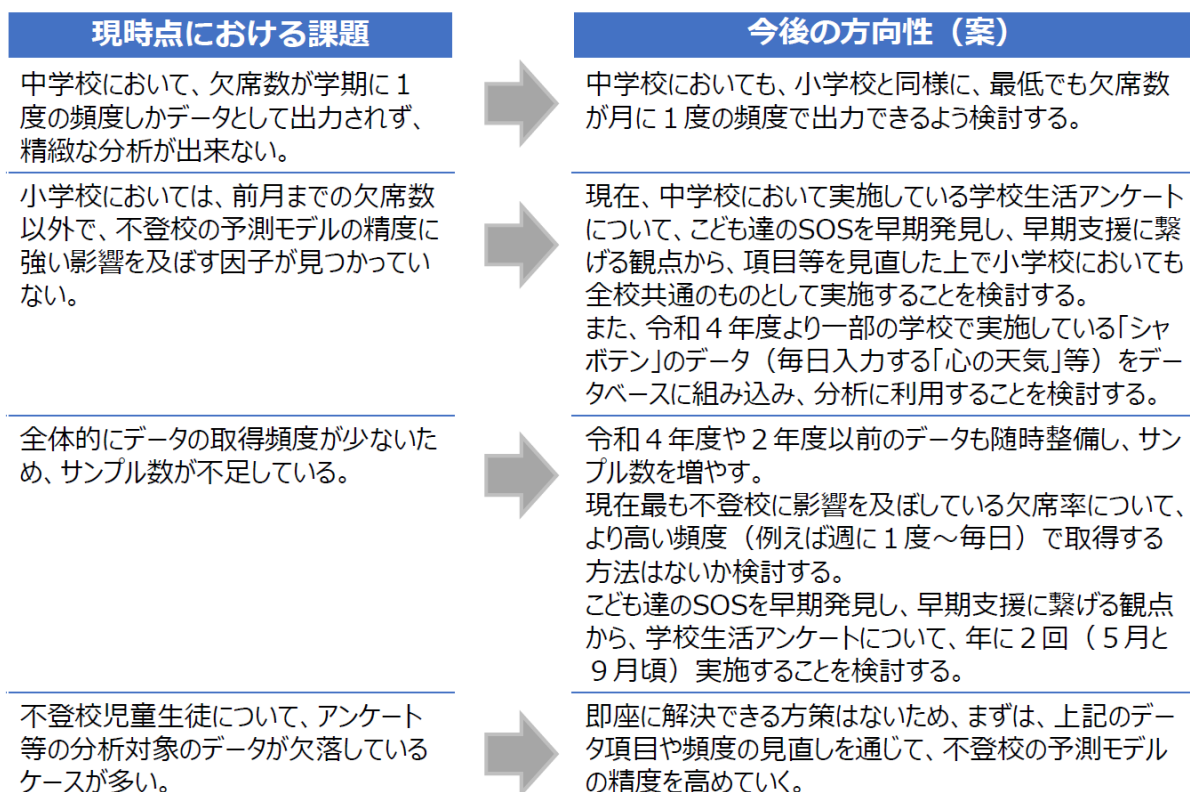 現時点における課題
今後の方向性（案）
中学校において、欠席数が学期に１
度の頻度しかデータとして出力されず、
精緻な分析が出来ない。
中学校においても、小学校と同様に、最低でも欠席数
が月に１度の頻度で出力できるよう検討する。
小学校においては、前月までの欠席数
以外で、不登校の予測モデルの精度に
強い影響を及ぼす因子が見つかってい
ない。
現在、中学校において実施している学校生活アンケート
について、こども達のSOSを早期発見し、早期支援に繋
げる観点から、項目等を見直した上で小学校においても
全校共通のものとして実施することを検討する。
また、令和４年度より一部の学校で実施している「シャ
ボテン」のデータ（毎日入力する「心の天気」等）をデー
タベースに組み込み、分析に利用することを検討する。
全体的にデータの取得頻度が少ないた
め、サンプル数が不足している。
令和４年度や２年度以前のデータも随時整備し、サン
プル数を増やす。
現在最も不登校に影響を及ぼしている欠席率について、
より高い頻度（例えば週に１度～毎日）で取得する
方法はないか検討する。
こども達のSOSを早期発見し、早期支援に繋げる観点
から、学校生活アンケートについて、年に２回（５月と
９月頃）実施することを検討する。
不登校児童生徒について、アンケート
等の分析対象のデータが欠落している
ケースが多い。
即座に解決できる方策はないため、まずは、上記のデー
タ項目や頻度の見直しを通じて、不登校の予測モデル
の精度を高めていく。